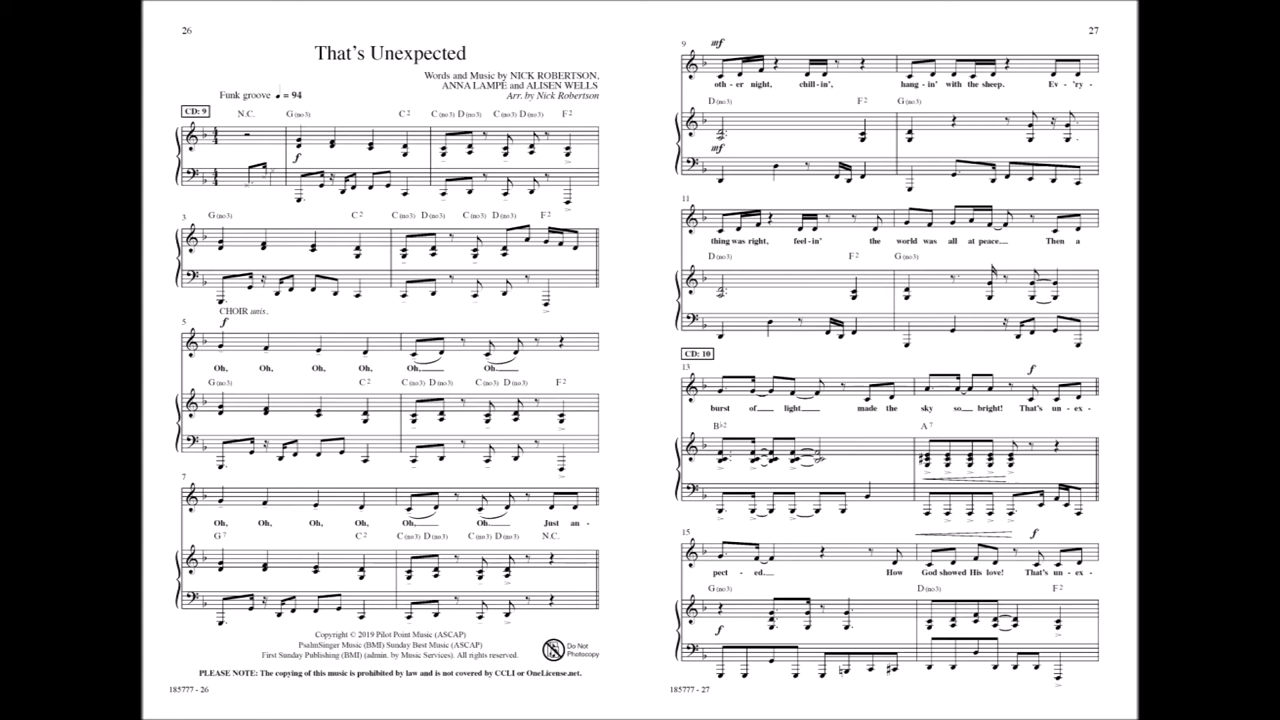 26
That's Unexpected
Words and Music by NICK ROBERTSON,
ANNA LAMPE and ALISEN WELLS
Arr. by Nick Robertson
Funk groove ♩ = 94
CD: 9
N.C. G(no3) C2 C(no3) D(no3) C(no3) D(no3) F2
f
3
G(no3) C2 C(no3) D(no3) C(no3) D(no3) F2
CHOIR unis.
f
5
Oh, Oh, Oh, Oh, Oh, Oh.
G(no3) C2 C(no3) D(no3) C(no3) D(no3) F2
7
Oh, Oh, Oh, Oh, Oh, Oh. Just an -
G7 C2 C(no3) D(no3) C(no3) D(no3) N.C.
Copyright © 2019 Pilot Point Music (ASCAP)
PsalmSinger Music (BMI) Sunday Best Music (ASCAP)
First Sunday Publishing (BMI) (admin. by Music Services). All rights reserved.
Do Not
Photocopy
PLEASE NOTE: The copying of this music is prohibited by law and is not covered by CCLI or OneLicense.net.
185777 - 26
27
9
mf
oth - er night, chill - in', hang - in' with the sheep. Ev - 'ry -
D(no3) F2 G(no3)
mf
11
thing was right, feel - in' the world was all at peace. Then a
D(no3) F2 G(no3)
CD: 10
13
f
burst of light made the sky so bright! That's un - ex -
B♭2 A7
15
f
pect - ed. How God showed His love! That's un - ex -
G(no3) D(no3) F2
f
185777 - 27